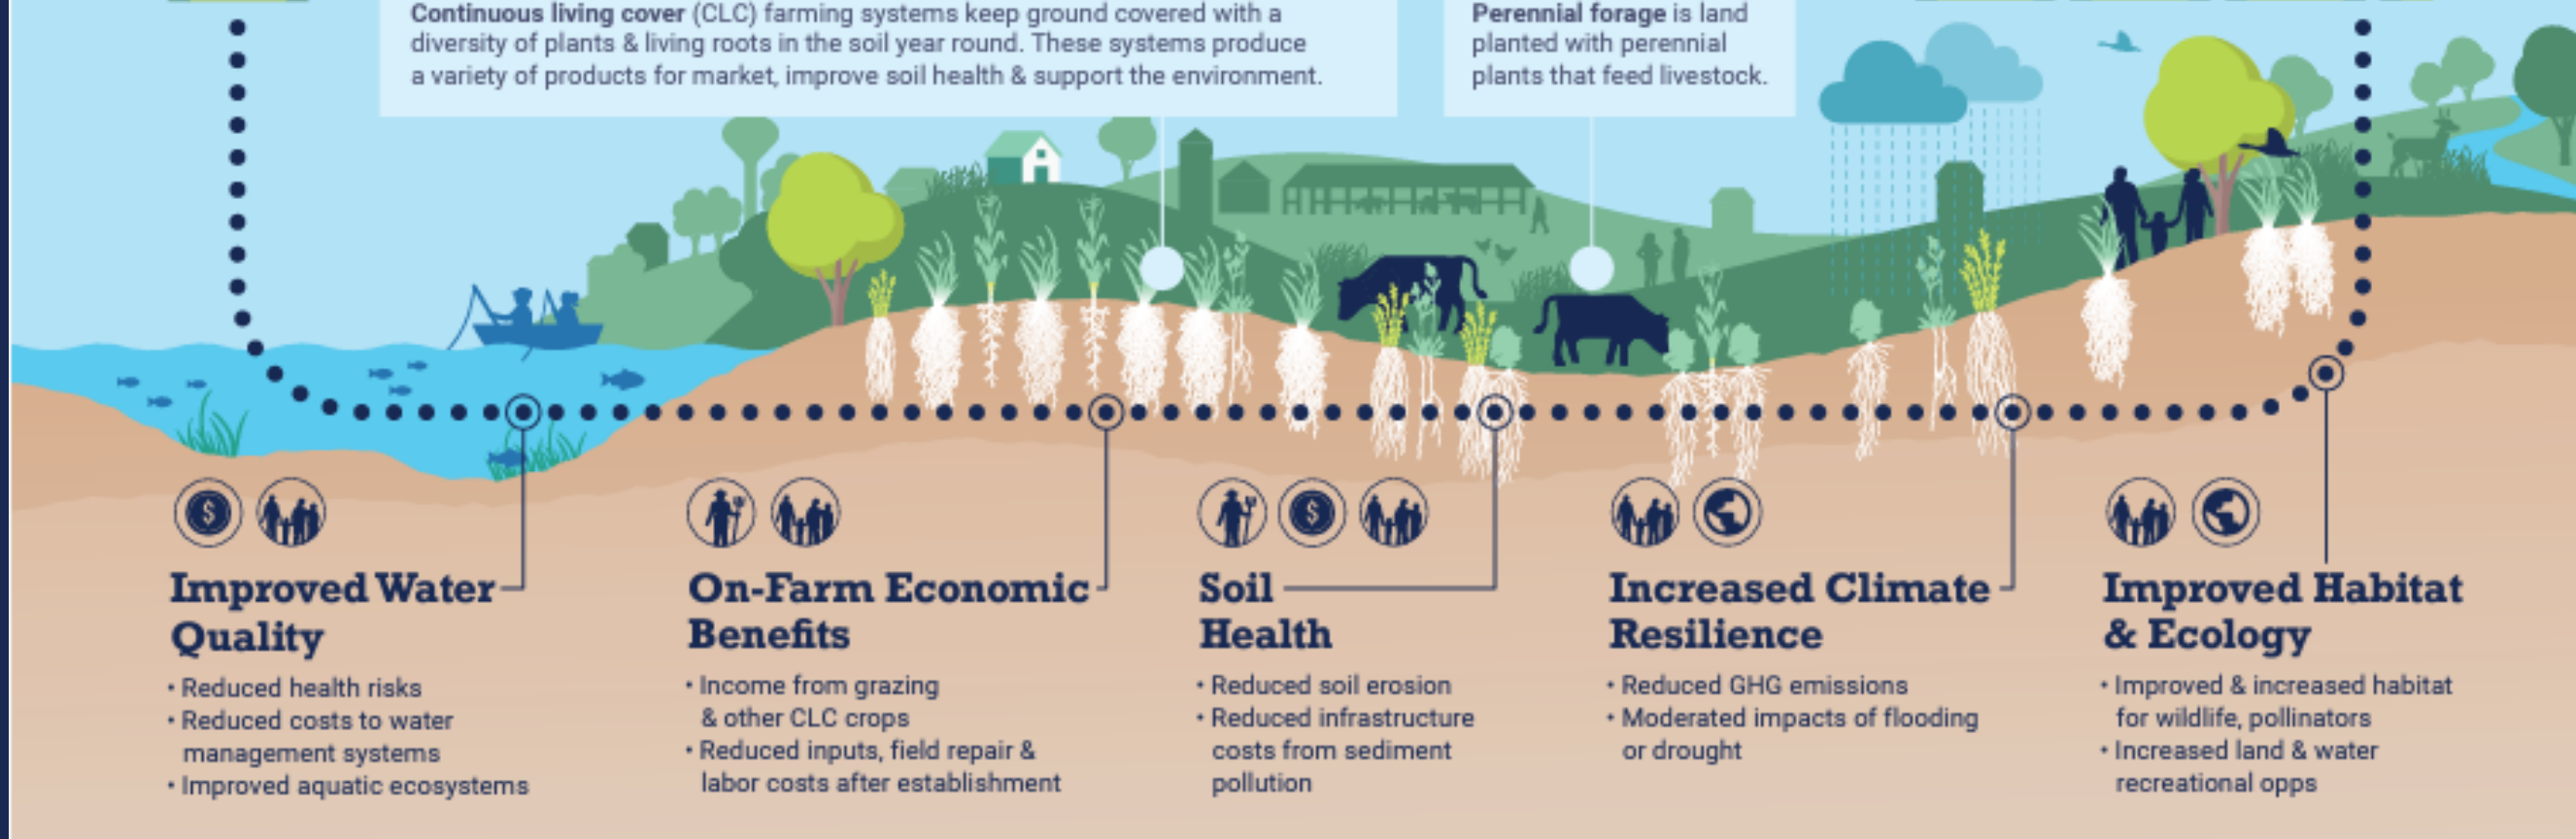 Continuous living cover (CLC) farming systems keep ground covered with a
diversity of plants & living roots in the soil year round. These systems produce
a variety of products for market, improve soil health & support the environment.
Perennial forage is land
planted with perennial
plants that feed livestock.
$
$
Improved Water
Quality
• Reduced health risks
• Reduced costs to water
management systems
• Improved aquatic ecosystems
On-Farm Economic
Benefits
• Income from grazing
& other CLC crops
• Reduced inputs, field repair &
labor costs after establishment
Soil
Health
• Reduced soil erosion
• Reduced infrastructure
costs from sediment
pollution
Increased Climate
Resilience
• Reduced GHG emissions
• Moderated impacts of flooding
or drought
Improved Habitat
& Ecology
• Improved & increased habitat
for wildlife, pollinators
• Increased land & water
recreational opps